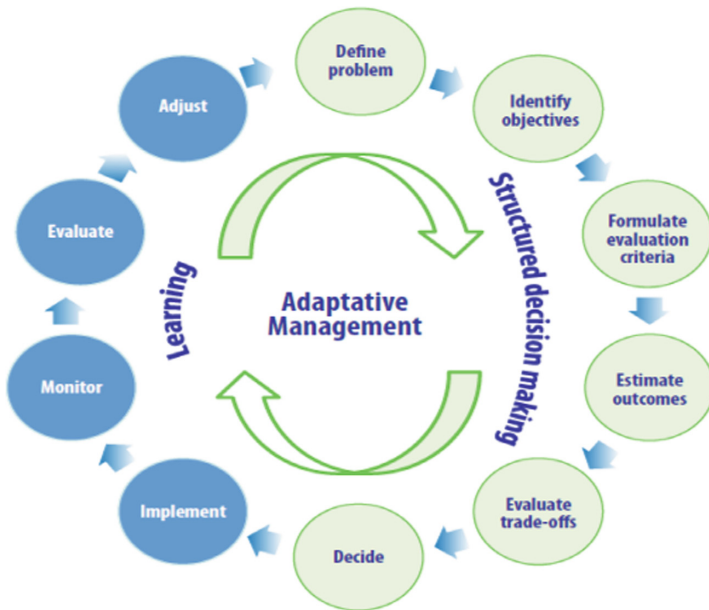 Define
problem
Identify
objectives
Formulate
evaluation
criteria
Estimate
outcomes
Evaluate
trade-offs
Decide
Implement
Monitor
Evaluate
Adjust
Learning
Structured decision making
Adaptative
Management